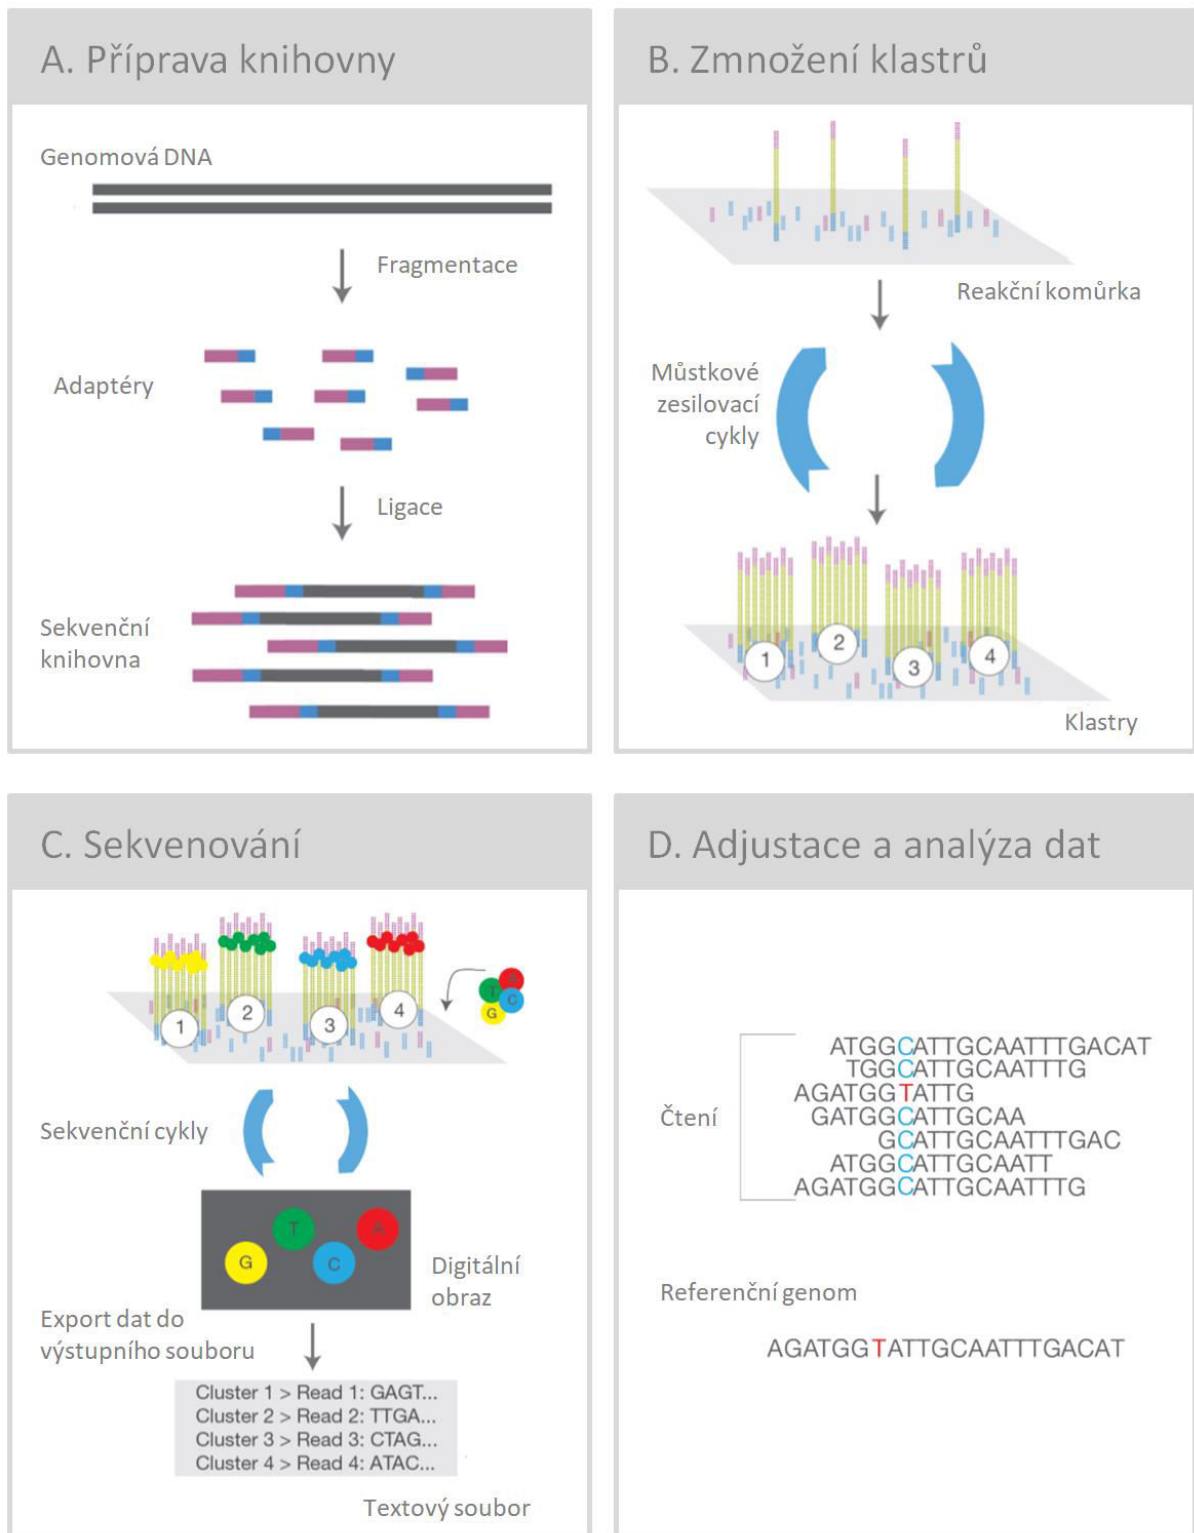 A. Příprava knihovny
Genomová DNA
Fragmentace
Adaptéry
Ligace
Sekvenční
knihovna
B. Zmnožení klastrů
Reakční komůrka
Můstkové
zesilovací
cykly
1
2
3
4
Klastry
C. Sekvenování
1
2
3
4
A
T
C
G
Sekvenční cykly
T
A
G
C
Digitální
obraz
Export dat do
výstupního souboru
Cluster 1 > Read 1: GAGT...
Cluster 2 > Read 2: TTGA...
Cluster 3 > Read 3: CTAG...
Cluster 4 > Read 4: ATAC...
Textový soubor
D. Adjustace a analýza dat
Čtení
ATGGCATTGCAATTTGACAT
TGGCATTGCAATTTG
AGATGGTATTG
GATGGCATTGCAA
GCATTGCAATTTGAC
ATGGCATTGCAATT
AGATGGCATTGCAATTTG
Referenční genom
AGATGGTATTGCAATTTGACAT